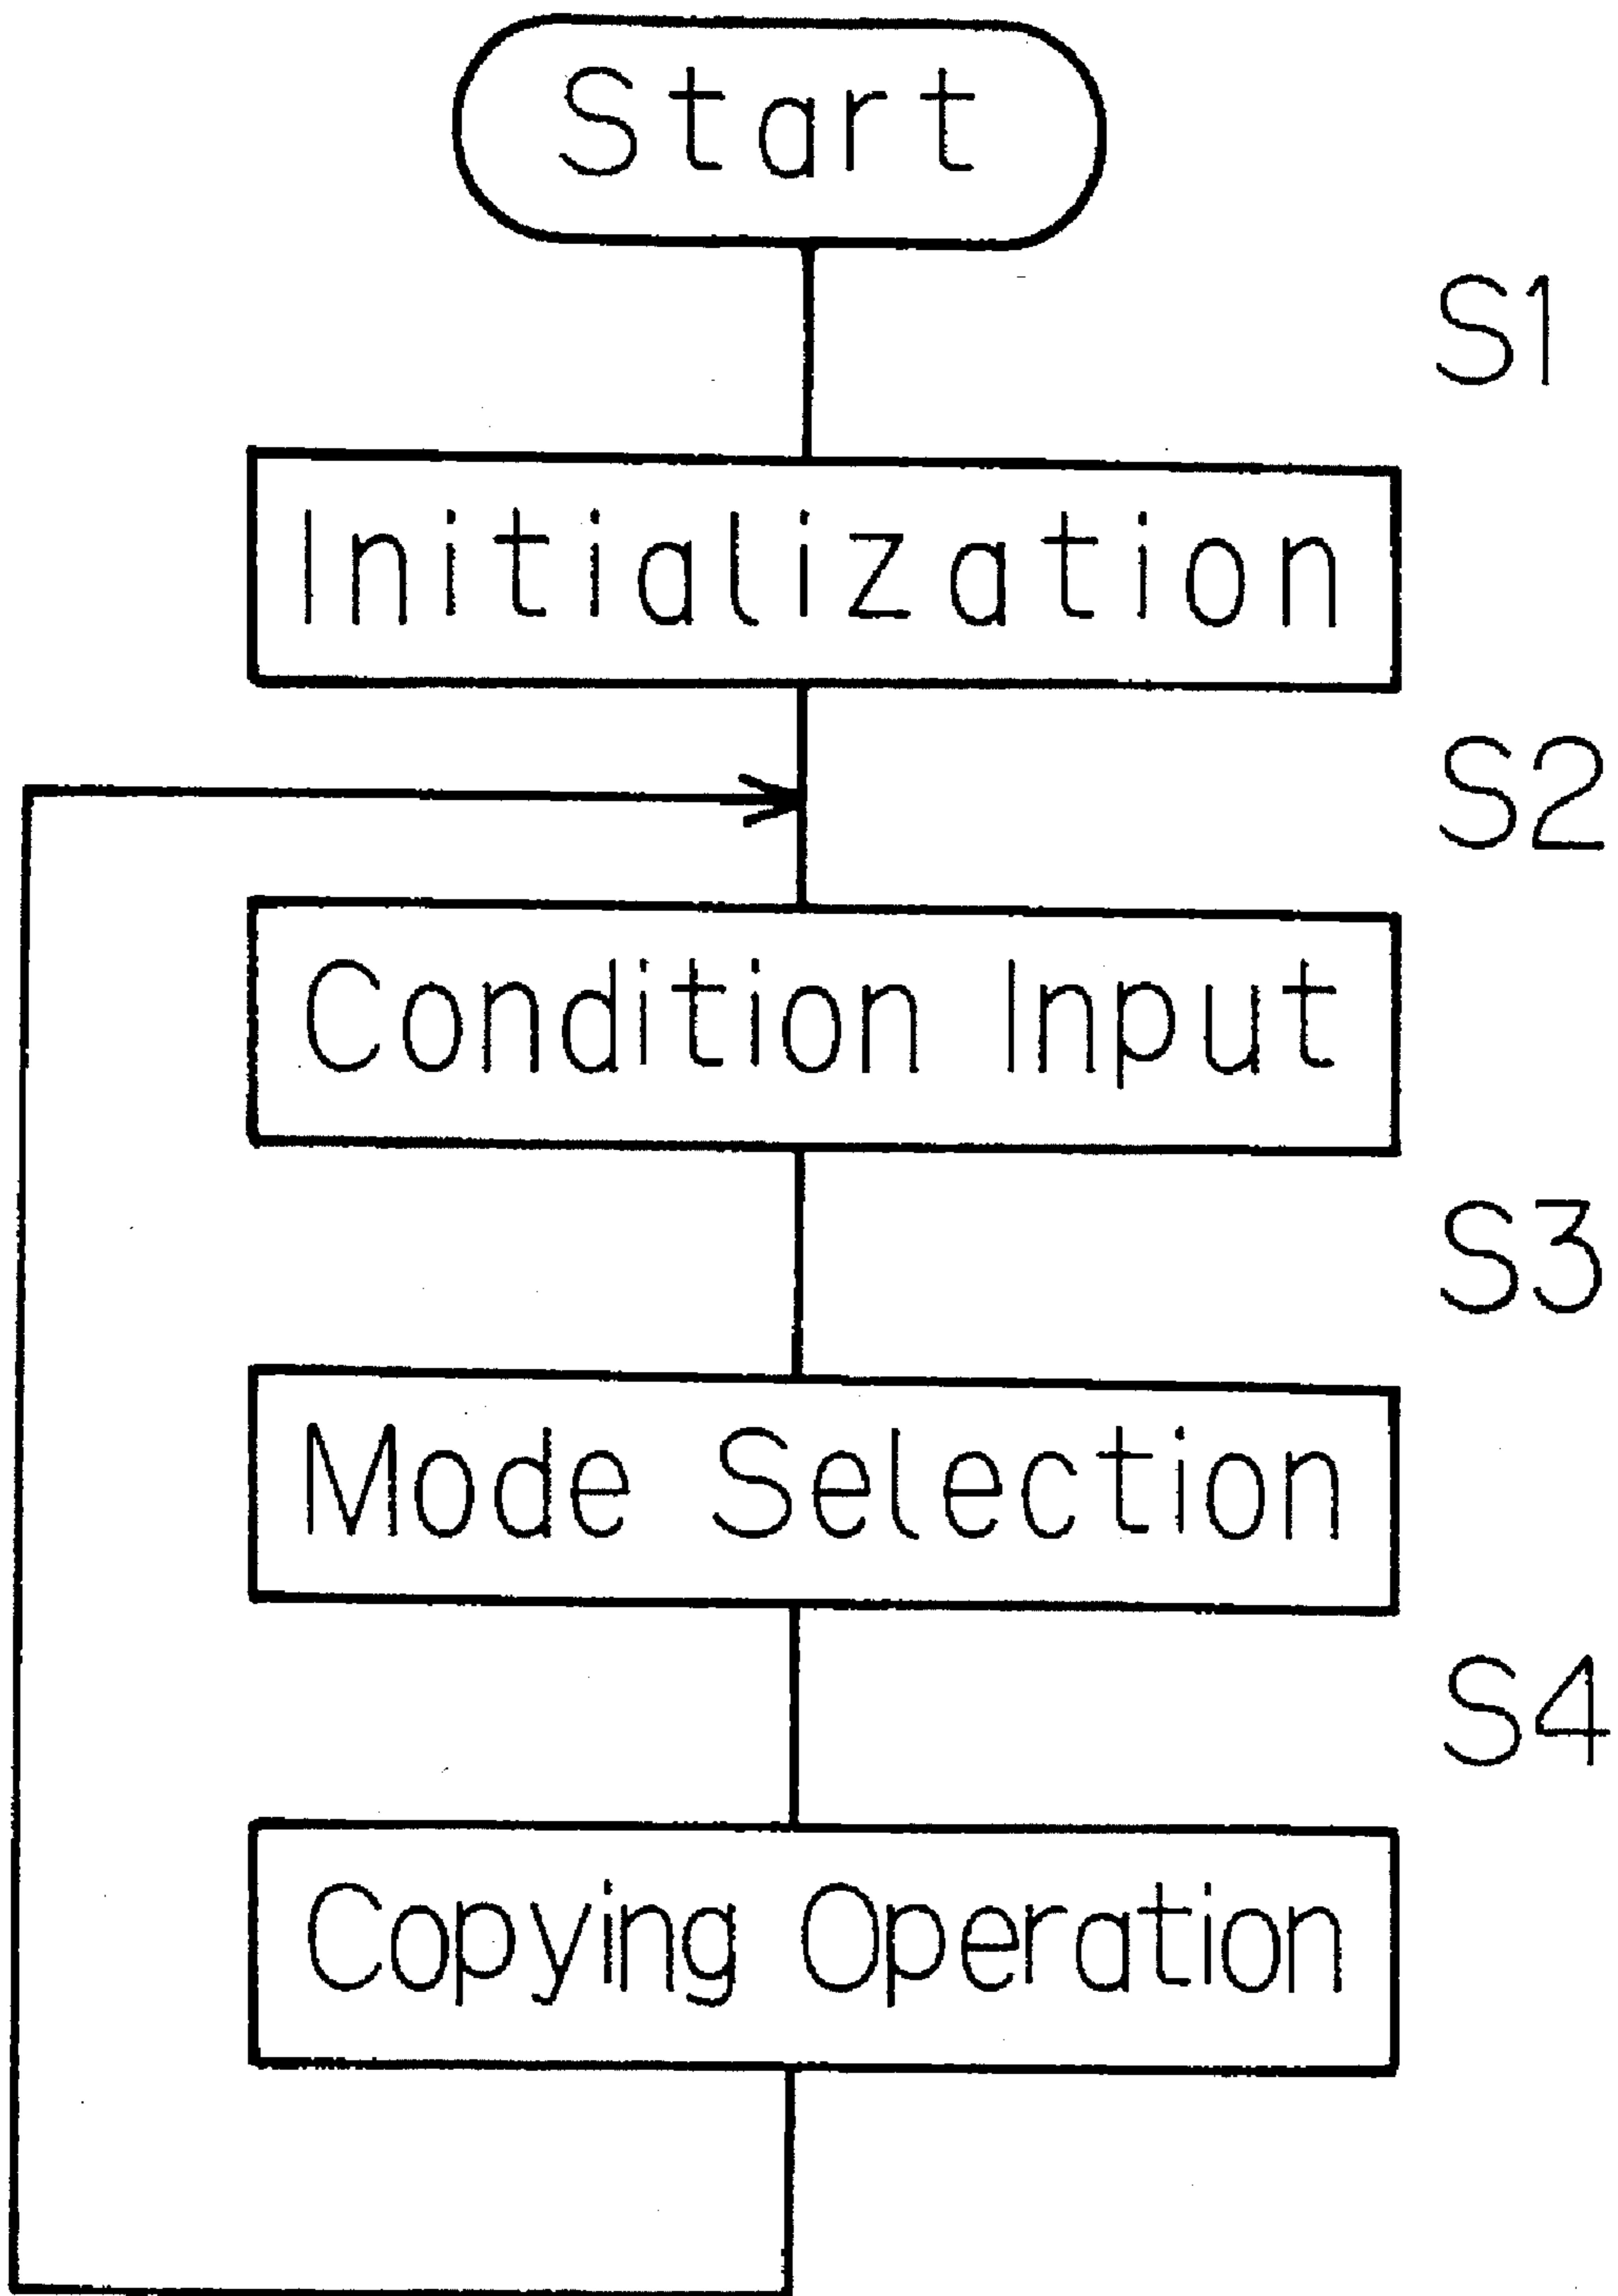 Start
S1
Initialization
S2
Condition Input
S3
Mode Selection
S4
Copying Operation